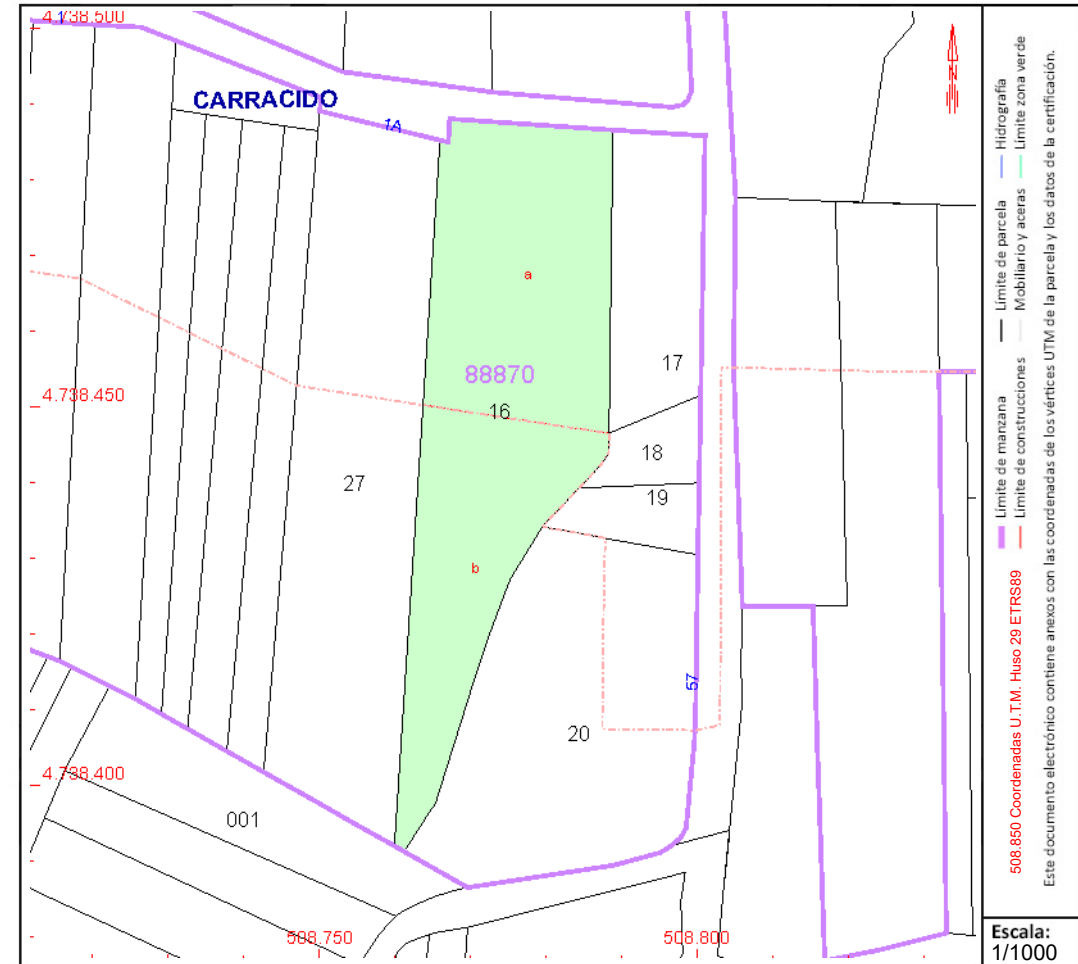 4.738.500
1
CARRACIDO
1A
a
88870
17
4.738.450
16
18
27
19
b
57
20
4.738.400
001
508.750
508.800
Hidrografía
Límite zona verde
Límite de parcela
Mobiliario y aceras
Límite de manzana
Límite de construcciones
508.850 Coordenadas U.T.M. Huso 29 ETRS89
Este documento electrónico contiene anexos con las coordenadas de los vértices UTM de la parcela y los datos de la certificación.
N
Escala:
1/1000